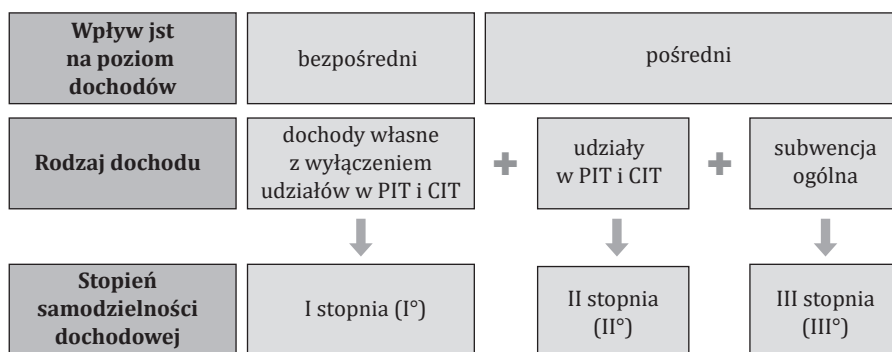 Wpływ jst
na poziom
dochodów
bezpośredni
pośredni
Rodzaj dochodu
dochody własne
z wyłączeniem
udziałów w PIT i CIT
+
udziały
w PIT i CIT
+
subwencja
ogólna
Stopień
samodzielności
dochodowej
I stopnia (I°)
II stopnia
(II°)
III stopnia
(III°)